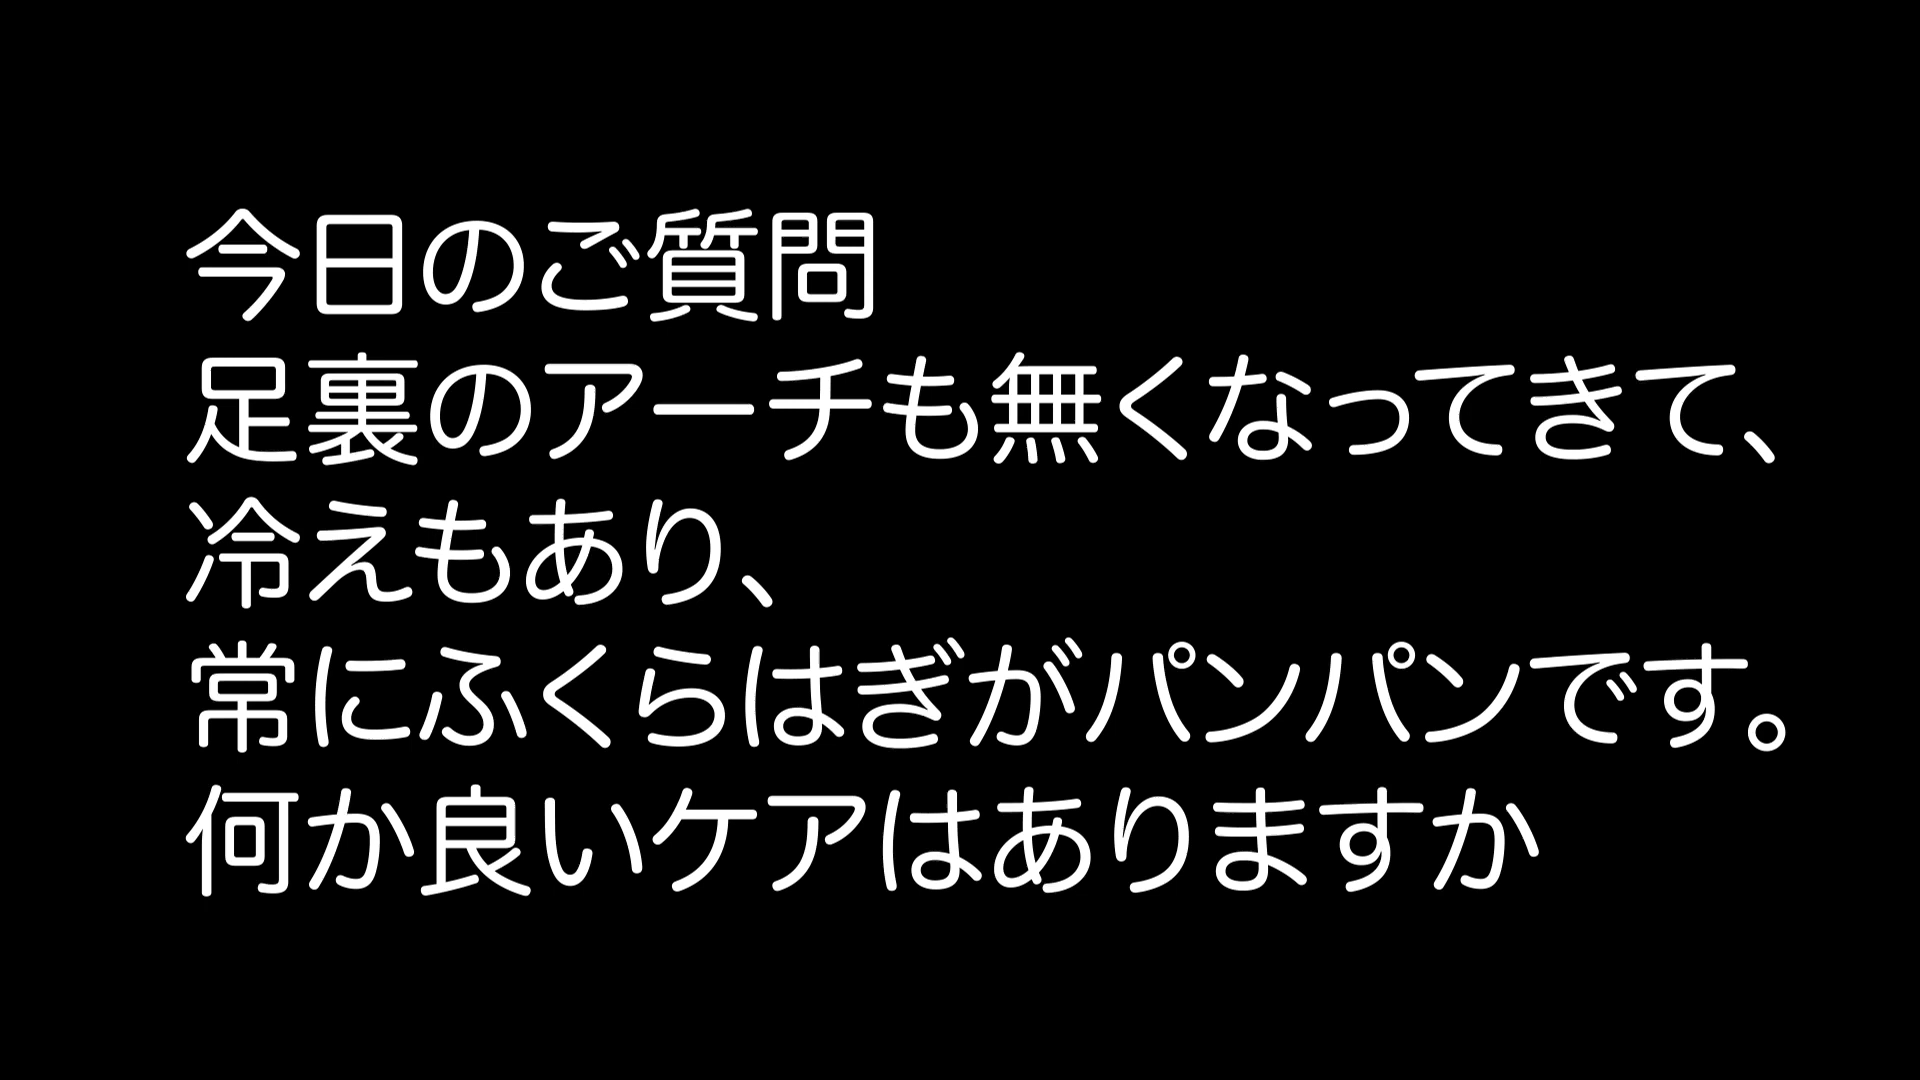 今日のご質問
足裏のアーチも無くなってきて、
冷えもあり、
常にふくらはぎがパンパンです。
何か良いケアはありますか